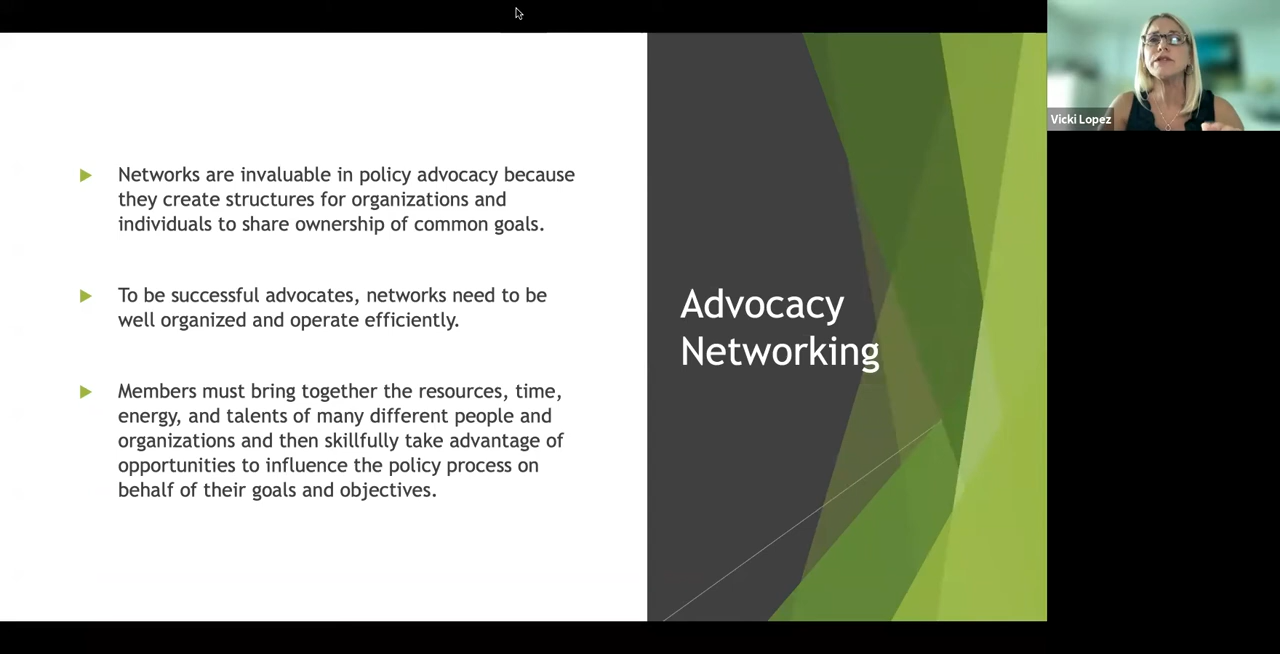 Networks are invaluable in policy advocacy because
they create structures for organizations and
individuals to share ownership of common goals.
To be successful advocates, networks need to be
well organized and operate efficiently.
Members must bring together the resources, time,
energy, and talents of many different people and
organizations and then skillfully take advantage of
opportunities to influence the policy process on
behalf of their goals and objectives.
Advocacy
Networking
Vicki Lopez